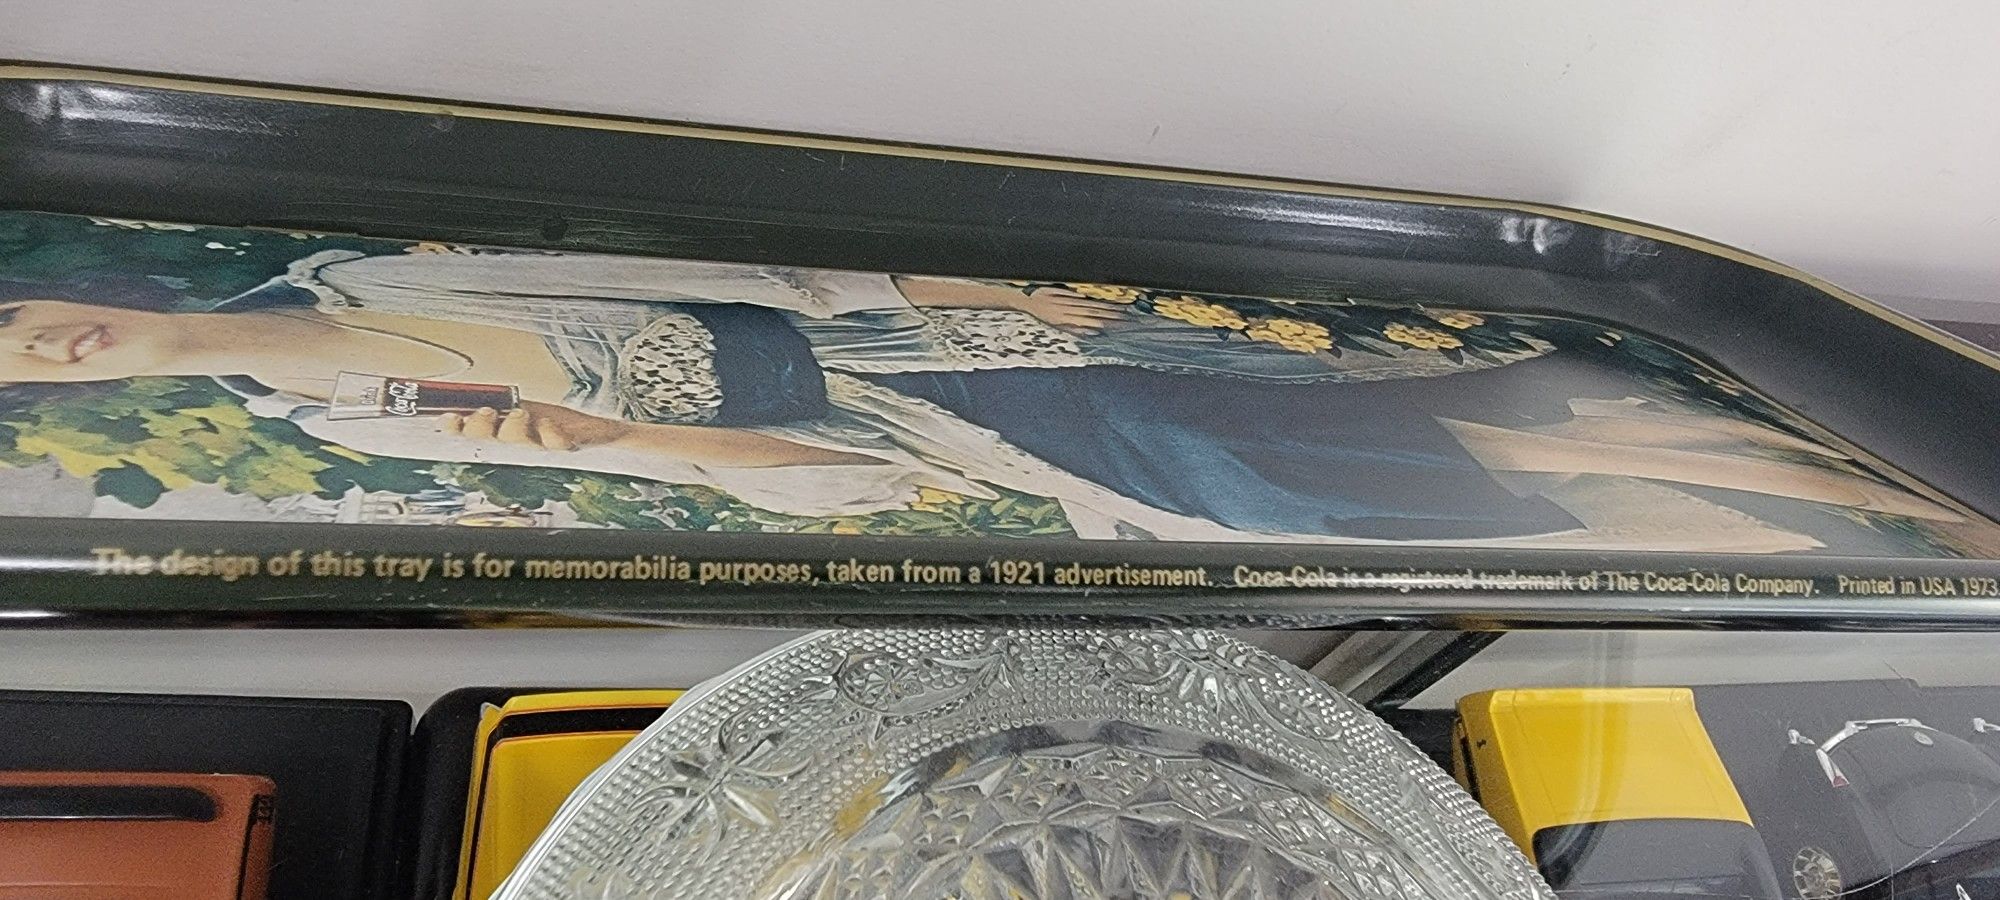 Drink
Coca-Cola
The design of this tray is for memorabilia purposes, taken from a 1921 advertisement. Coca-Cola is a registered trademark of The Coca-Cola Company. Printed in USA 1973.